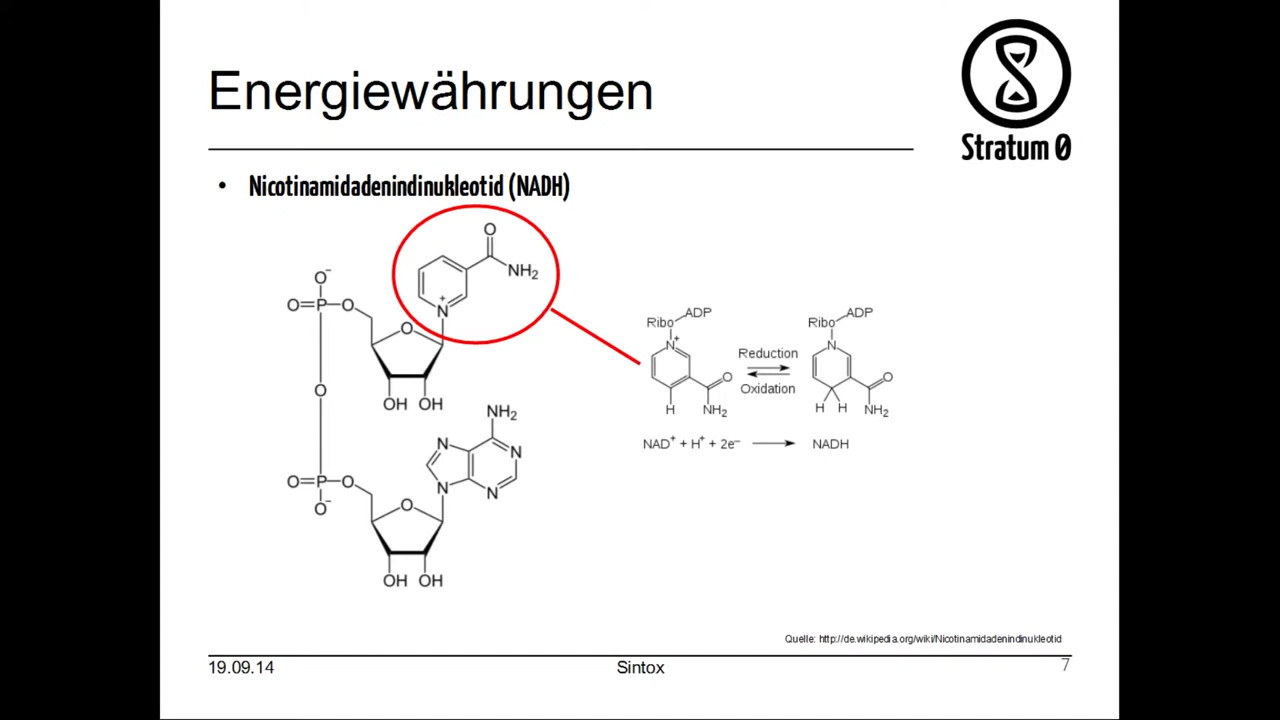 Energiewährungen
Stratum 0
• Nicotinamidadenindinukleotid (NADH)
O
NH₂
N⁺
O⁻
O=P-O
O
OH OH
O
NH₂
N N
N N
O=P-O
O⁻
O
OH OH
Ribo ADP
N⁺
O
H NH₂
Reduction
Oxidation
Ribo ADP
N
O
H H NH₂
NAD⁺ + H⁺ + 2e⁻ → NADH
Quelle: http://de.wikipedia.org/wiki/Nicotinamidadenindinukleotid
19.09.14 Sintox 7